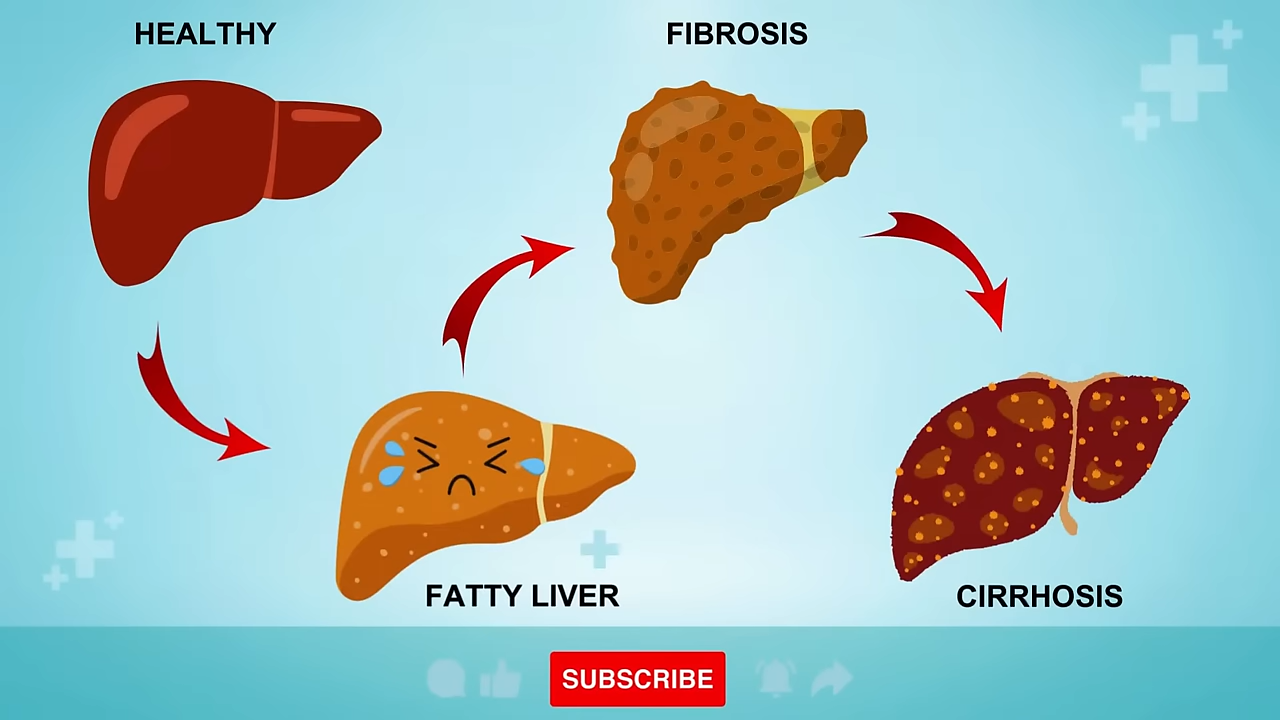 HEALTHY
FIBROSIS
FATTY LIVER
CIRRHOSIS
SUBSCRIBE